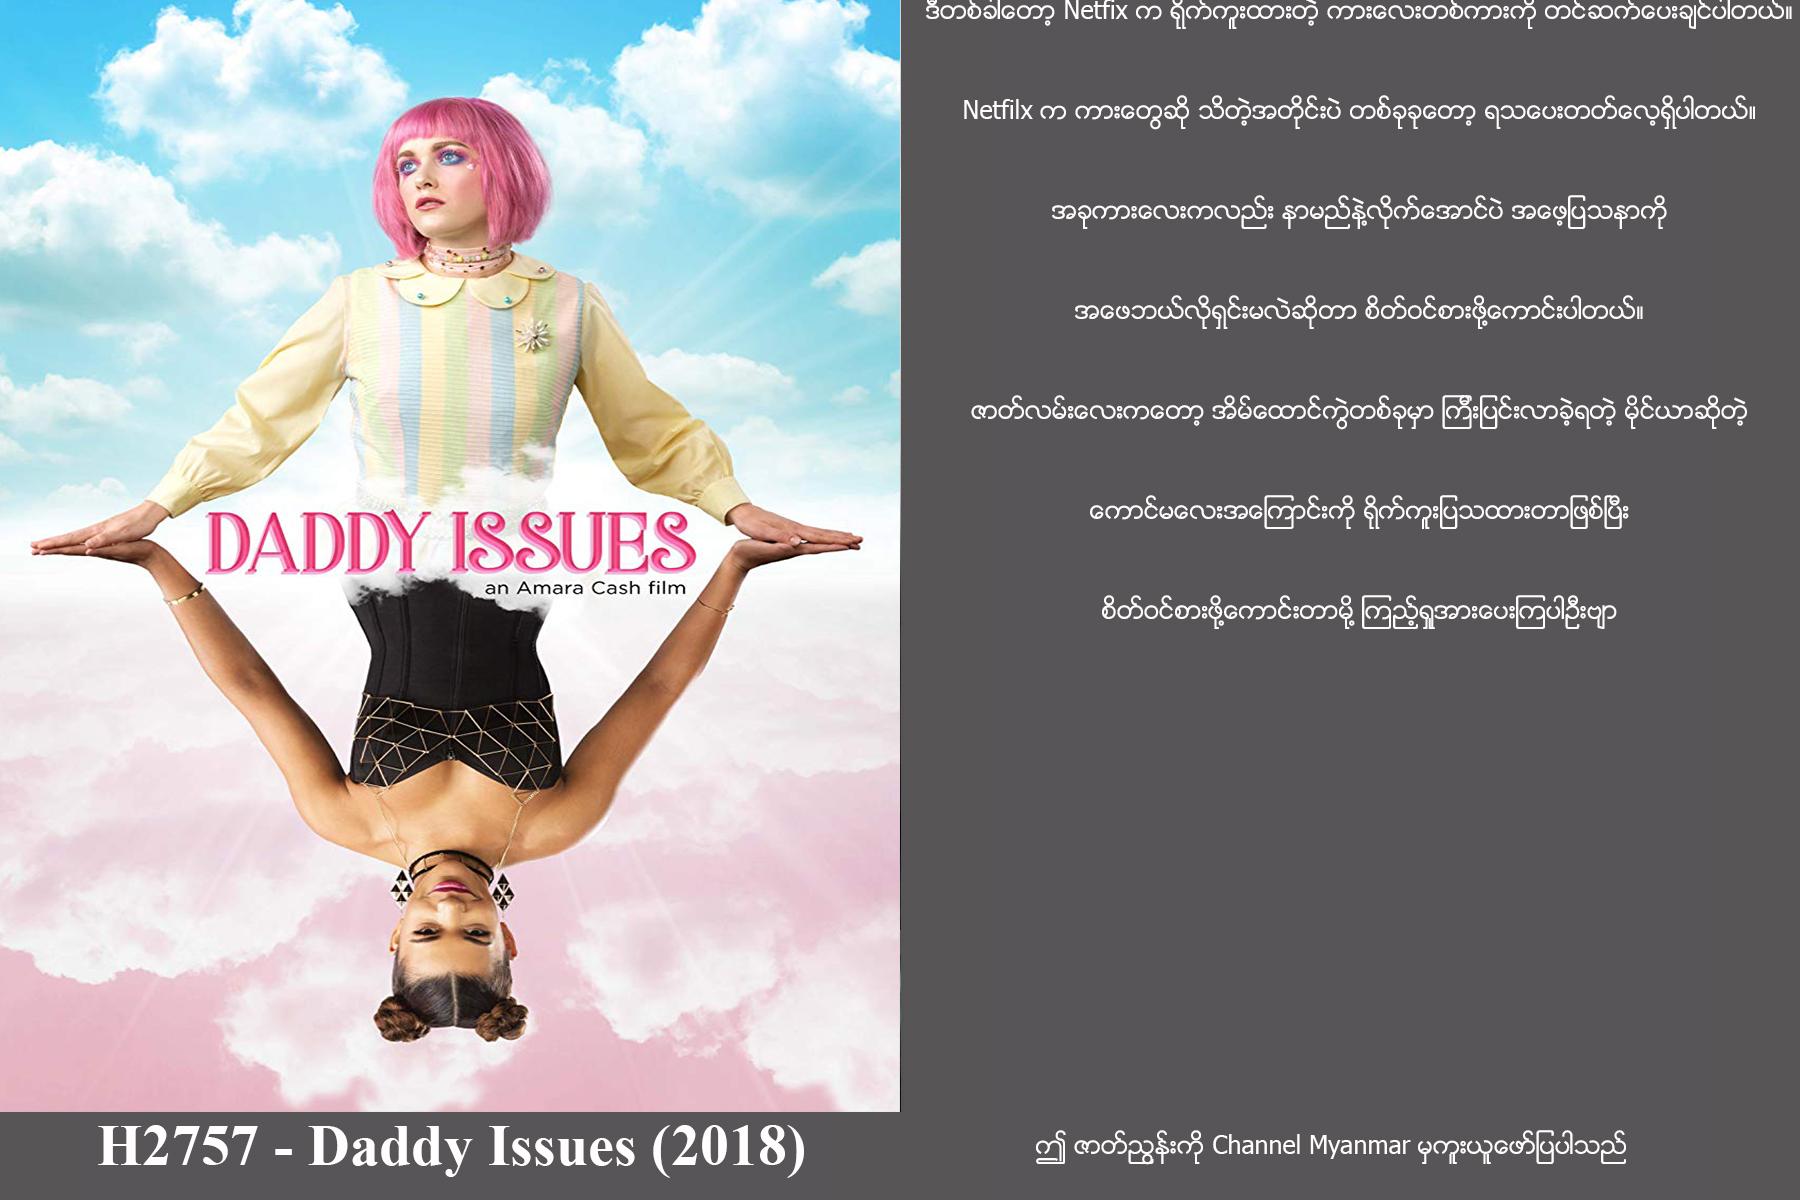 DADDY ISSUES
an Amara Cash film
H2757 - Daddy Issues (2018)
ဒီတစ်ခါတော့ Netfix က ရိုက်ကူးထားတဲ့ ကားလေးတစ်ကားကို တင်ဆက်ပေးချင်ပါတယ်။
Netfilx က ကားတွေဆို သိတဲ့အတိုင်းပဲ တစ်ခုခုတော့ ရသပေးတတ်လေ့ရှိပါတယ်။
အခုကားလေးကလည်း နာမည်နဲ့လိုက်အောင်ပဲ အဖေ့ပြသနာကို
အဖေဘယ်လိုရှင်းမလဲဆိုတာ စိတ်ဝင်စားဖို့ကောင်းပါတယ်။
ဇာတ်လမ်းလေးကတော့ အိမ်ထောင်ကွဲတစ်ခုမှာ ကြီးပြင်းလာခဲ့ရတဲ့ မိုင်ယာဆိုတဲ့
ကောင်မလေးအကြောင်းကို ရိုက်ကူးပြသထားတာဖြစ်ပြီး
စိတ်ဝင်စားဖို့ကောင်းတာမို့ ကြည့်ရှုအားပေးကြပါဦးဗျာ
ဤ ဇာတ်ညွှန်းကို Channel Myanmar မှကူးယူဖော်ပြပါသည်